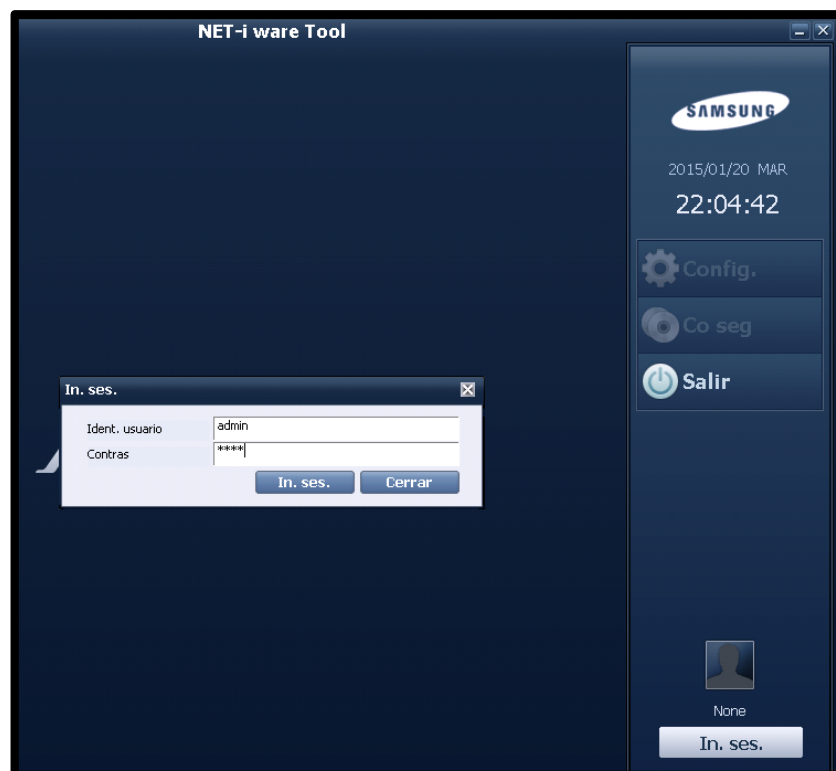 NET-i ware Tool
SAMSUNG
2015/01/20 MAR
22:04:42
Config.
Co seg
Salir
In. ses.
Ident. usuario admin
Contras ****
In. ses. Cerrar
None
In. ses.